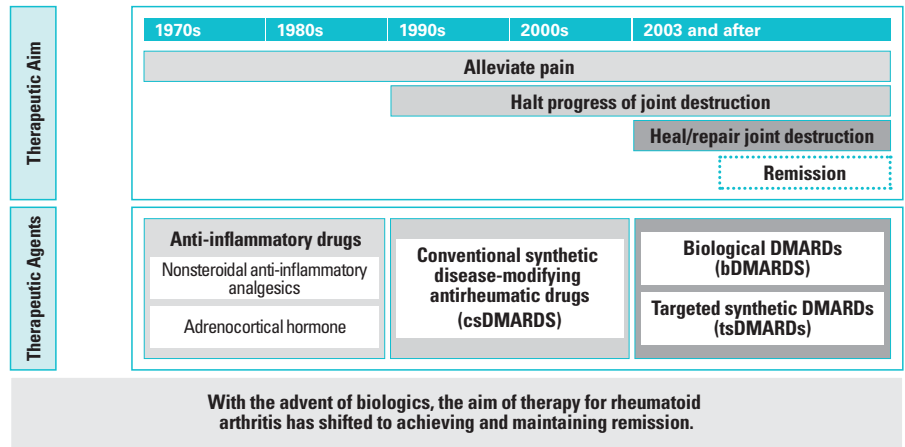 Therapeutic Aim
1970s
1980s
1990s
2000s
2003 and after
Alleviate pain
Halt progress of joint destruction
Heal/repair joint destruction
Remission
Therapeutic Agents
Anti-inflammatory drugs
Nonsteroidal anti-inflammatory
analgesics
Adrenocortical hormone
Conventional synthetic
disease-modifying
antirheumatic drugs
(csDMARDS)
Biological DMARDs
(bDMARDS)
Targeted synthetic DMARDs
(tsDMARDs)
With the advent of biologics, the aim of therapy for rheumatoid
arthritis has shifted to achieving and maintaining remission.